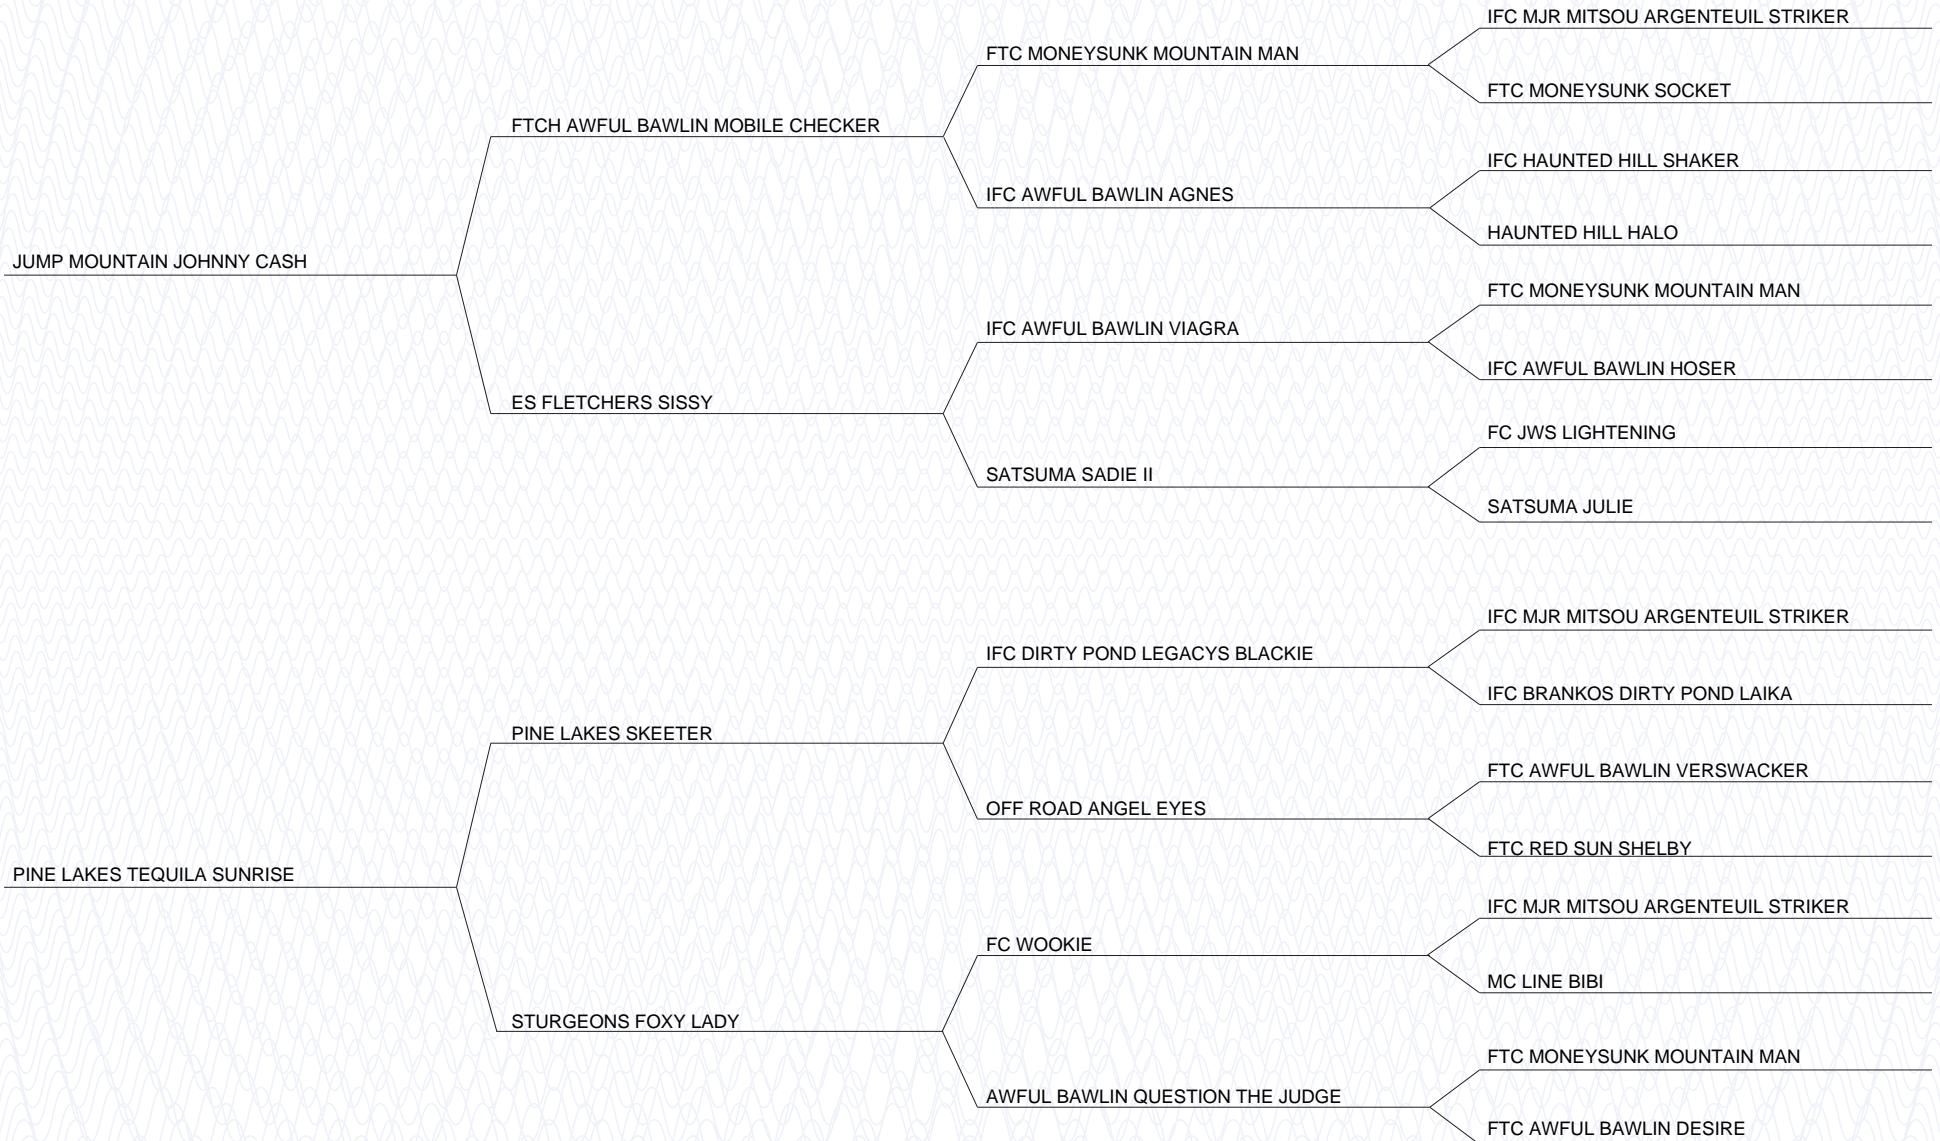 IFC MJR MITSOU ARGENTEUIL STRIKER
FTC MONEYSUNK MOUNTAIN MAN
FTC MONEYSUNK SOCKET
FTCH AWFUL BAWLIN MOBILE CHECKER
IFC HAUNTED HILL SHAKER
IFC AWFUL BAWLIN AGNES
HAUNTED HILL HALO
JUMP MOUNTAIN JOHNNY CASH
FTC MONEYSUNK MOUNTAIN MAN
IFC AWFUL BAWLIN VIAGRA
IFC AWFUL BAWLIN HOSER
ES FLETCHERS SISSY
FC JWS LIGHTENING
SATSUMA SADIE II
SATSUMA JULIE
IFC MJR MITSOU ARGENTEUIL STRIKER
IFC DIRTY POND LEGACYS BLACKIE
IFC BRANKOS DIRTY POND LAIKA
PINE LAKES SKEETER
FTC AWFUL BAWLIN VERSWACKER
OFF ROAD ANGEL EYES
FTC RED SUN SHELBY
PINE LAKES TEQUILA SUNRISE
IFC MJR MITSOU ARGENTEUIL STRIKER
FC WOOKIE
MC LINE BIBI
STURGEONS FOXY LADY
FTC MONEYSUNK MOUNTAIN MAN
AWFUL BAWLIN QUESTION THE JUDGE
FTC AWFUL BAWLIN DESIRE